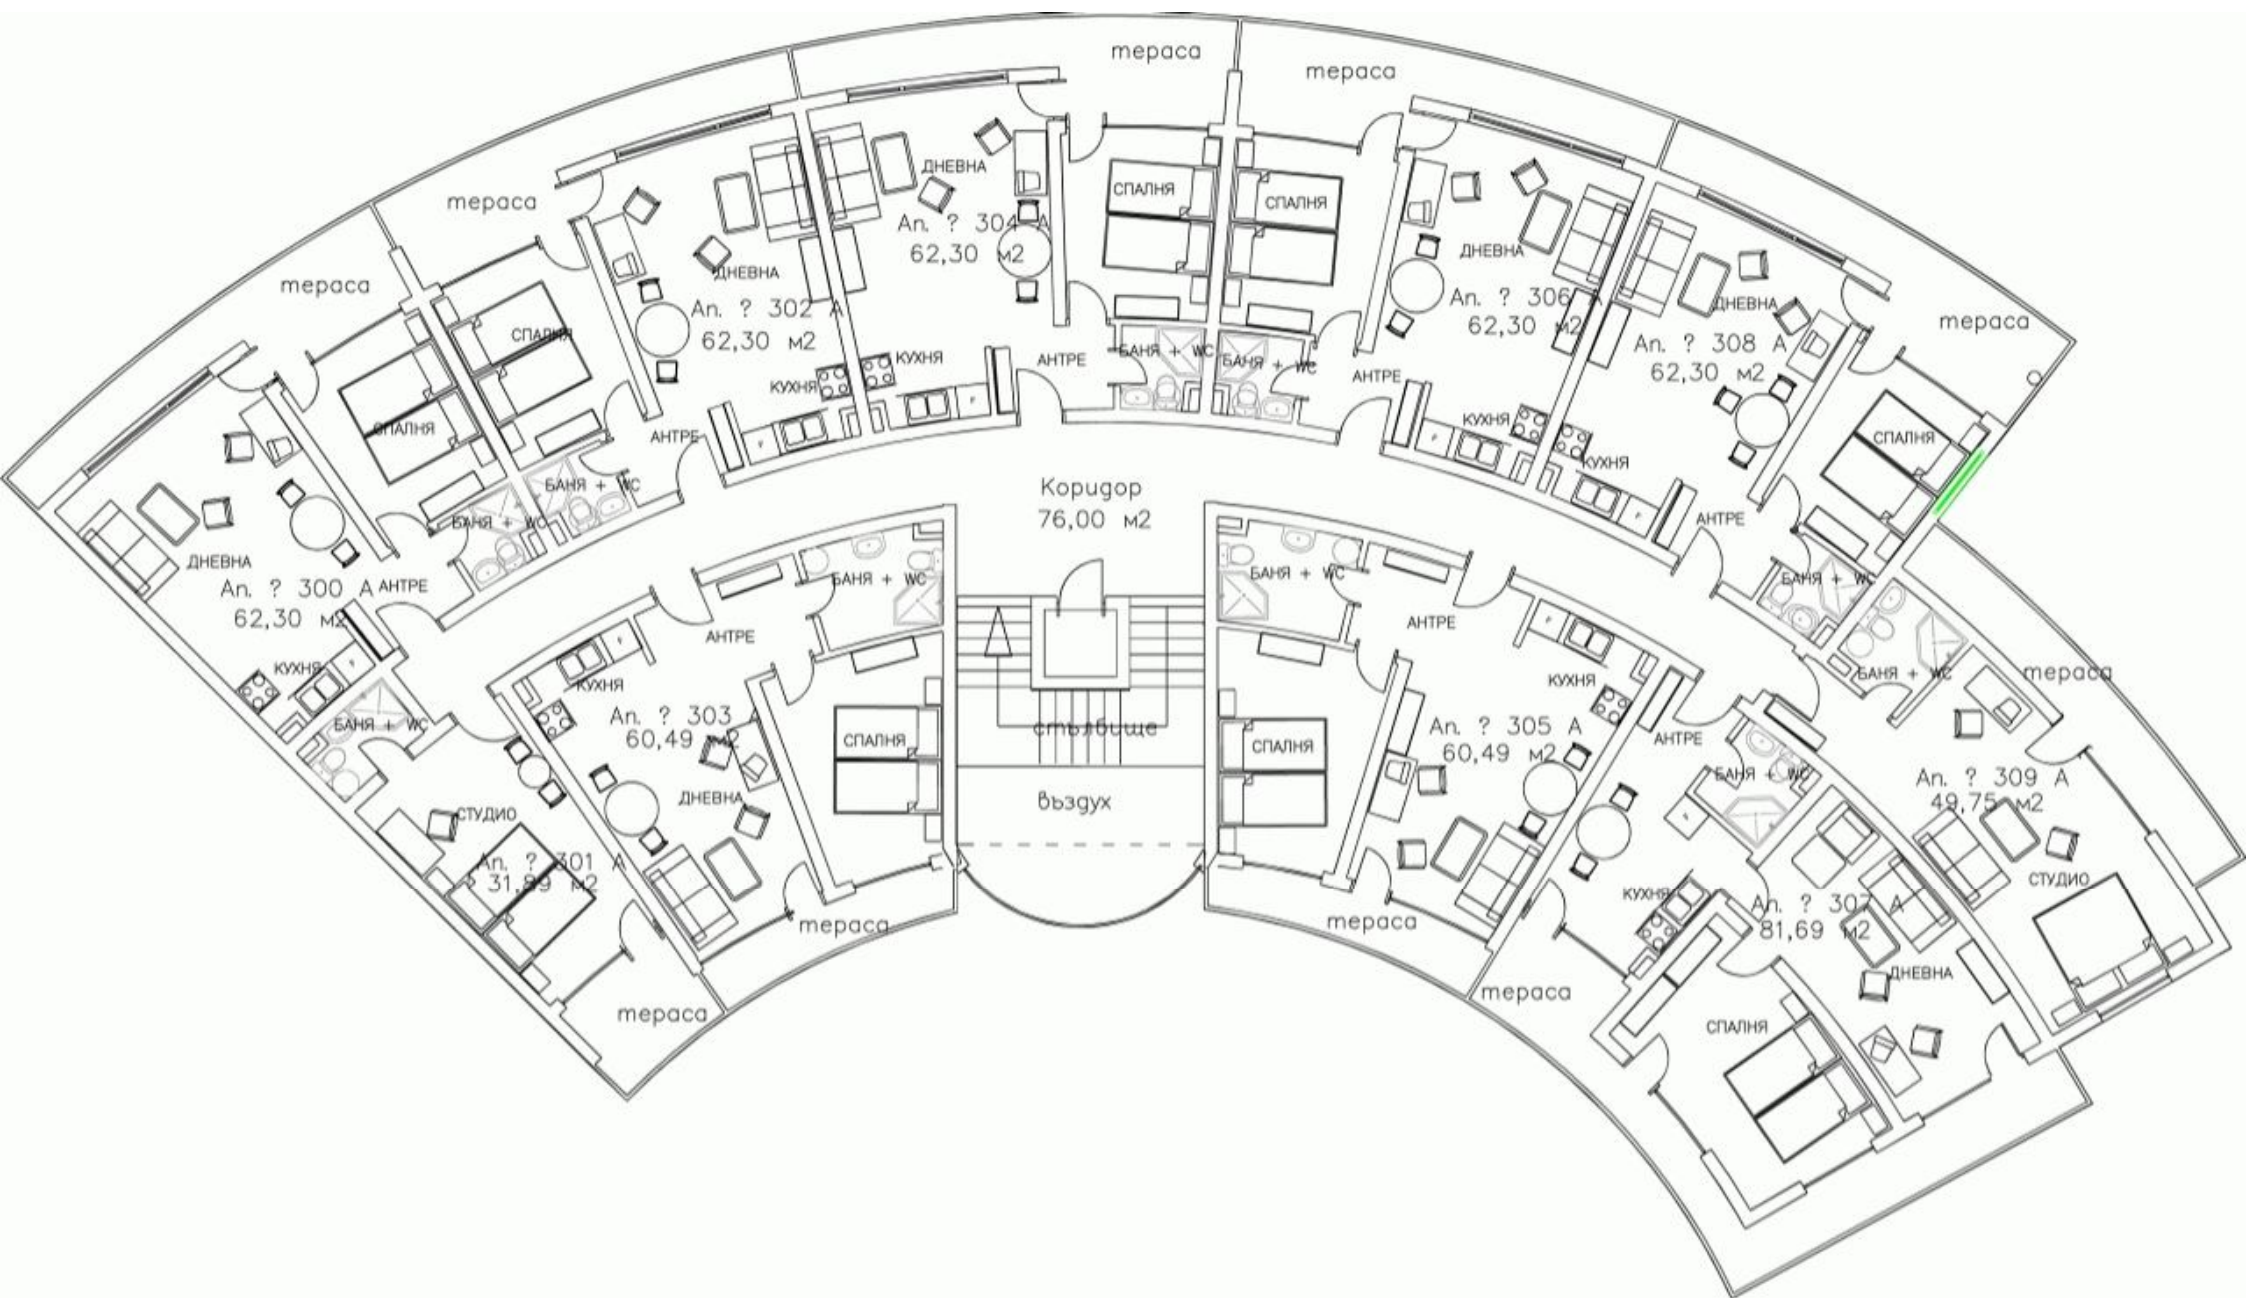 тераса
тераса
тераса
тераса
тераса
ДНЕВНА
Ап. ? 304 А
62,30 м2
СПАЛНЯ
СПАЛНЯ
ДНЕВНА
Ап. ? 306 А
62,30 м2
ДНЕВНА
Ап. ? 302 А
62,30 м2
СПАЛНЯ
СПАЛНЯ
ДНЕВНА
Ап. ? 308 А
62,30 м2
СПАЛНЯ
КУХНЯ
КУХНЯ
АНТРЕ
БАНЯ + WC
БАНЯ + WC
АНТРЕ
КУХНЯ
КУХНЯ
АНТРЕ
АНТРЕ
БАНЯ + WC
БАНЯ + WC
БАНЯ + WC
Коридор
76,00 м2
ДНЕВНА
Ап. ? 300 А
62,30 м2
АНТРЕ
КУХНЯ
БАНЯ + WC
АНТРЕ
БАНЯ + WC
БАНЯ + WC
АНТРЕ
КУХНЯ
КУХНЯ
Ап. ? 303
60,49 м2
ДНЕВНА
СПАЛНЯ
стълбище
въздух
СПАЛНЯ
Ап. ? 305 А
60,49 м2
АНТРЕ
БАНЯ + WC
БАНЯ + WC
тераса
Ап. ? 309 А
49,75 м2
СТУДИО
СТУДИО
Ап. ? 301 А
31,89 м2
КУХНЯ
Ап. ? 307 А
81,69 м2
ДНЕВНА
СПАЛНЯ
тераса
тераса
тераса
тераса
F
F
F
F
F
F
F
F